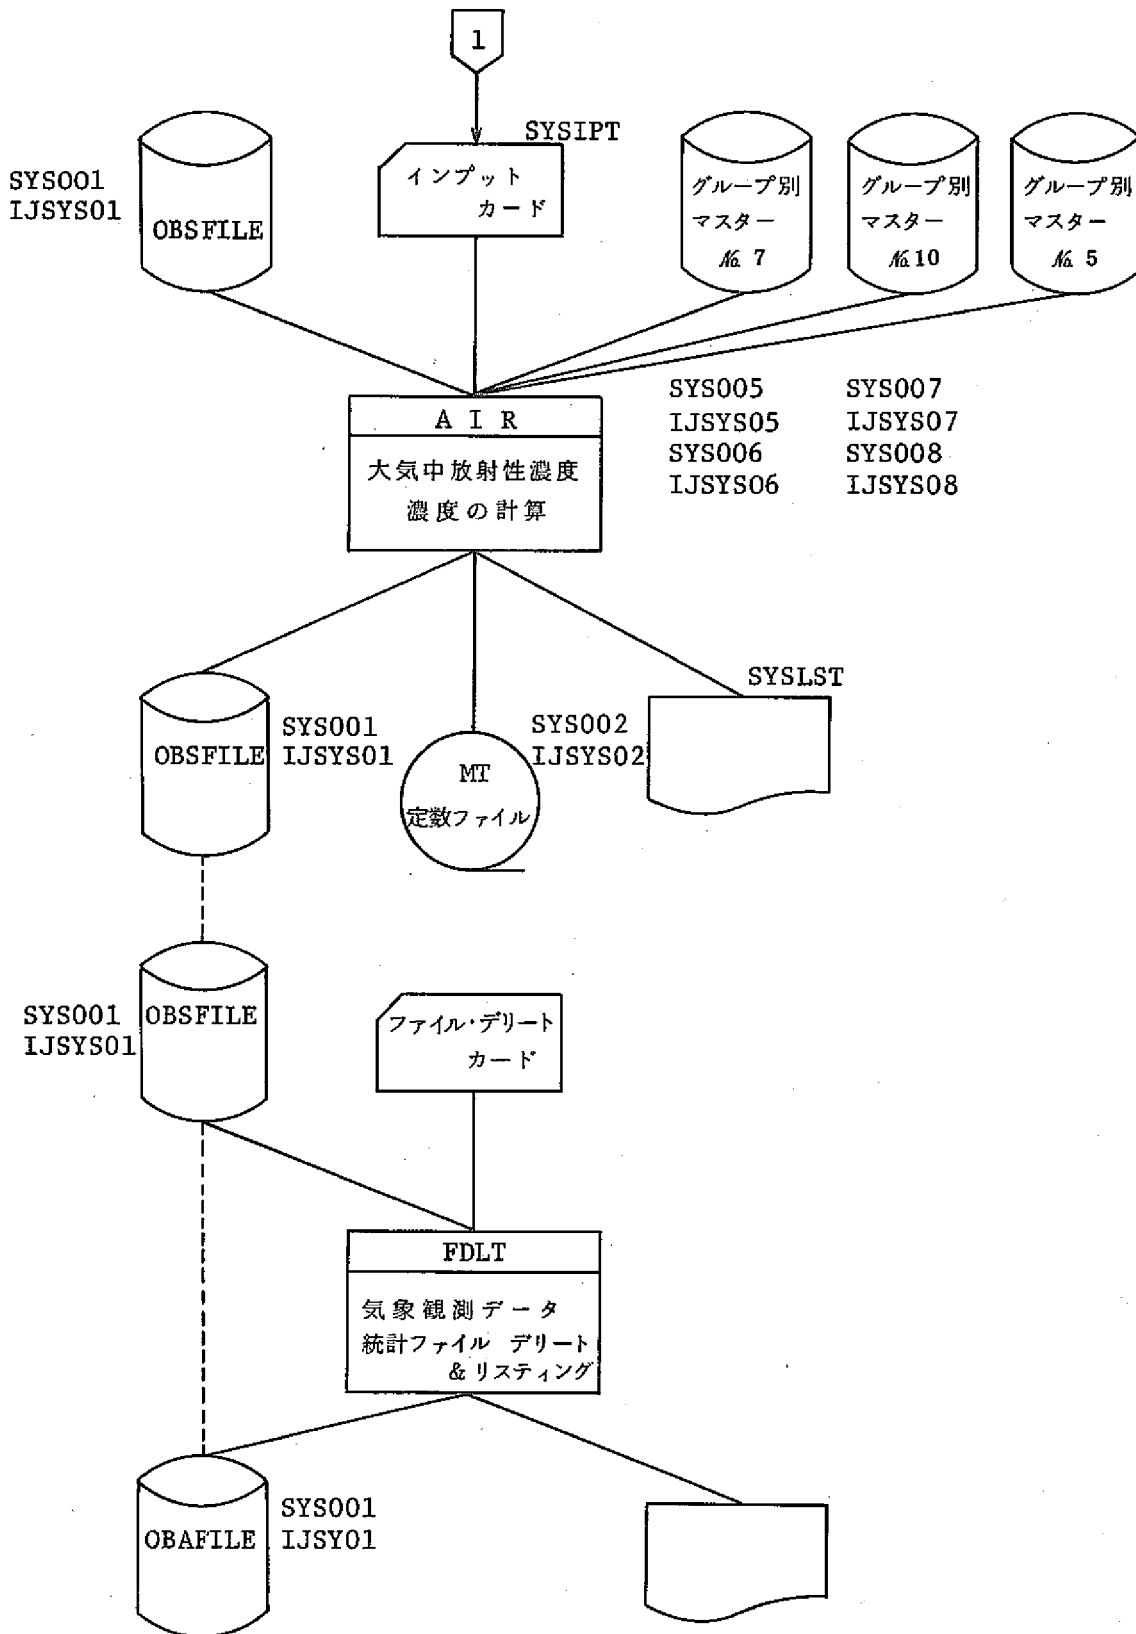 1
SYSIPT
インプット
カード
SYS001
IJSYS01
OBSFILE
グループ別
マスター
№ 7
グループ別
マスター
№ 10
グループ別
マスター
№ 5
SYS005
IJSYS05
SYS006
IJSYS06
SYS007
IJSYS07
SYS008
IJSYS08
A I R
大気中放射性濃度
濃度の計算
OBSFILE
SYS001
IJSYS01
MT
定数ファイル
SYS002
IJSYS02
SYSLST
SYS001
IJSYS01
OBSFILE
ファイル・デリート
カード
FDLT
気象観測データ
統計ファイル デリート
& リスティング
OBAFILE
SYS001
IJSY01